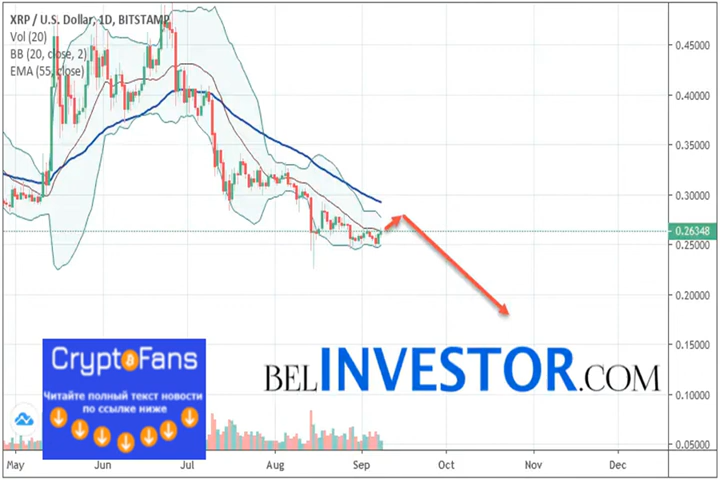 XRP / U.S. Dollar, 1D, BITSTAMP
Vol (20)
BB (20, close, 2)
EMA (55, close)
0.45000
0.40000
0.35000
0.30000
0.26348
0.25000
0.20000
0.15000
0.10000
0.05000
CryptoFans
Читайте полный текст новости
по ссылке ниже
BELINVESTOR.COM
May Jun Jul Aug Sep Oct Nov Dec